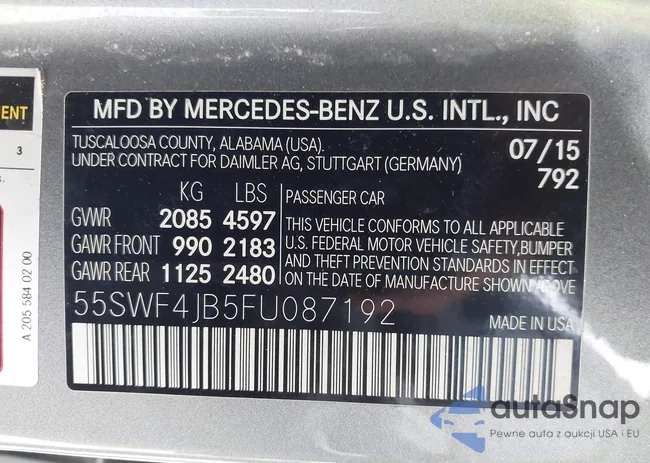 ENT
3
s.
A 205 584 02 00
MFD BY MERCEDES-BENZ U.S. INTL., INC
TUSCALOOSA COUNTY, ALABAMA (USA).
UNDER CONTRACT FOR DAIMLER AG, STUTTGART (GERMANY)
07/15
792
KG LBS
GVWR 2085 4597
GAWR FRONT 990 2183
GAWR REAR 1125 2480
PASSENGER CAR
THIS VEHICLE CONFORMS TO ALL APPLICABLE
U.S. FEDERAL MOTOR VEHICLE SAFETY,BUMPER
AND THEFT PREVENTION STANDARDS IN EFFECT
ON THE DATE OF MANUFACTURE SHOWN ABOVE.
55SWF4JB5FU087192
MADE IN USA
autoSnap
Pewne auta z aukcji USA i EU